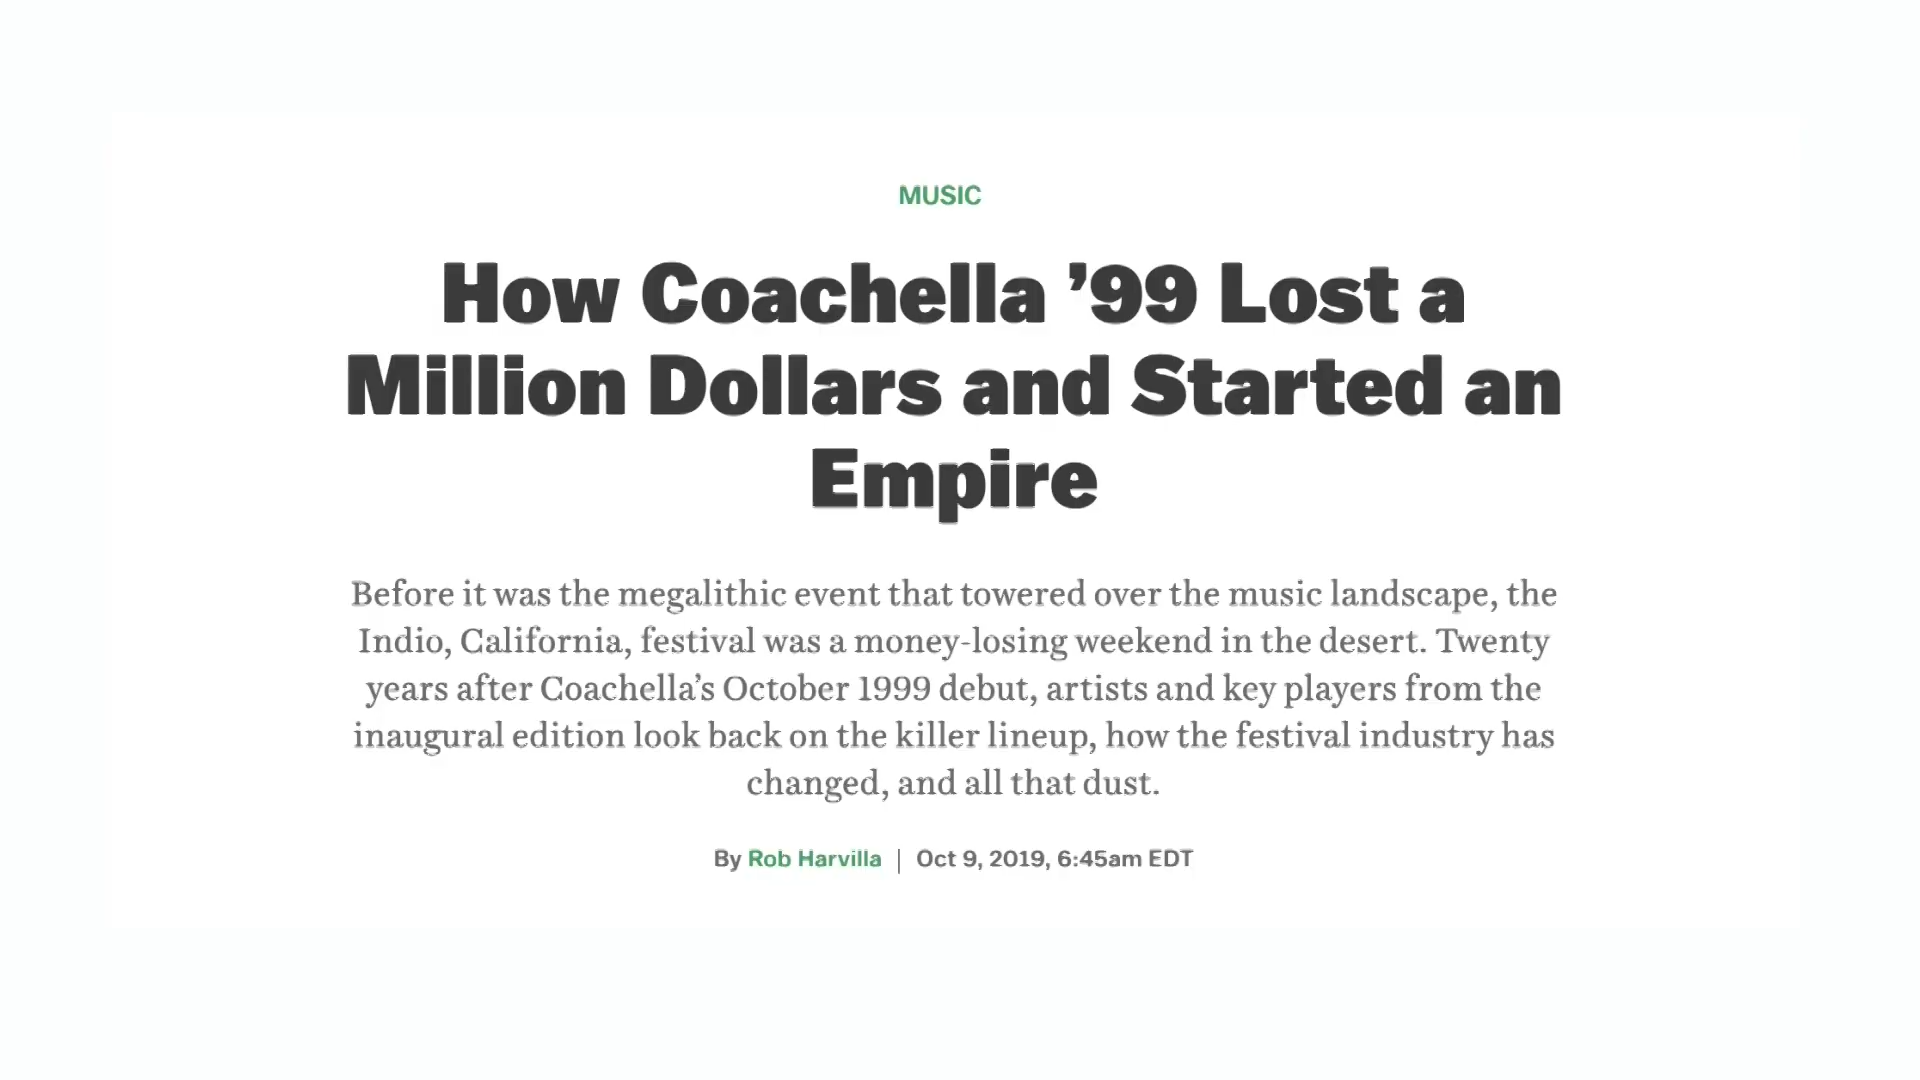 MUSIC
How Coachella ’99 Lost a
Million Dollars and Started an
Empire
Before it was the megalithic event that towered over the music landscape, the
Indio, California, festival was a money-losing weekend in the desert. Twenty
years after Coachella’s October 1999 debut, artists and key players from the
inaugural edition look back on the killer lineup, how the festival industry has
changed, and all that dust.
By Rob Harvilla | Oct 9, 2019, 6:45am EDT